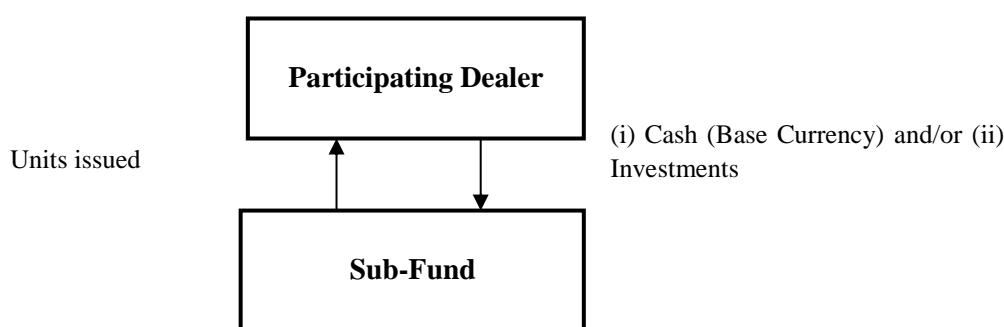 Participating Dealer
Units issued
(i) Cash (Base Currency) and/or (ii)
Investments
Sub-Fund